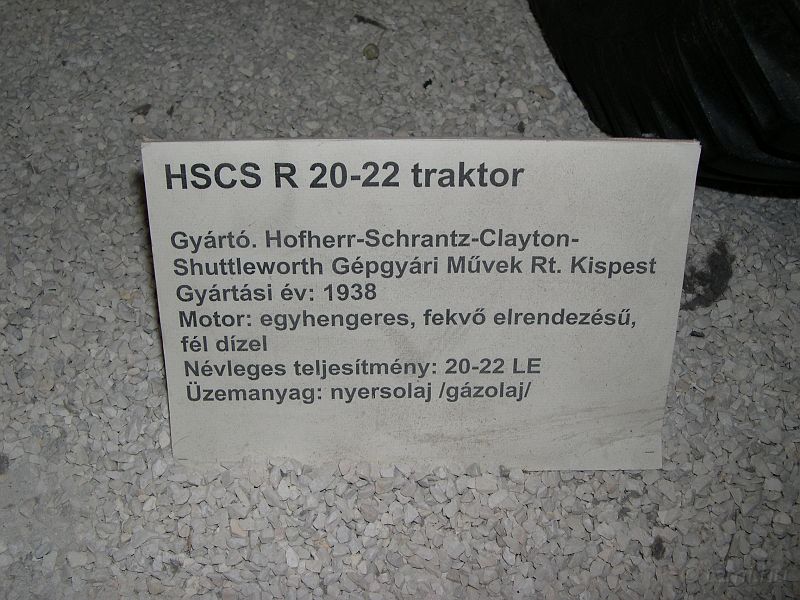 HSCS R 20-22 traktor
Gyártó. Hofherr-Schrantz-Clayton-
Shuttleworth Gépgyári Művek Rt. Kispest
Gyártási év: 1938
Motor: egyhengeres, fekvő elrendezésű,
fél dízel
Névleges teljesítmény: 20-22 LE
Üzemanyag: nyersolaj /gázolaj/